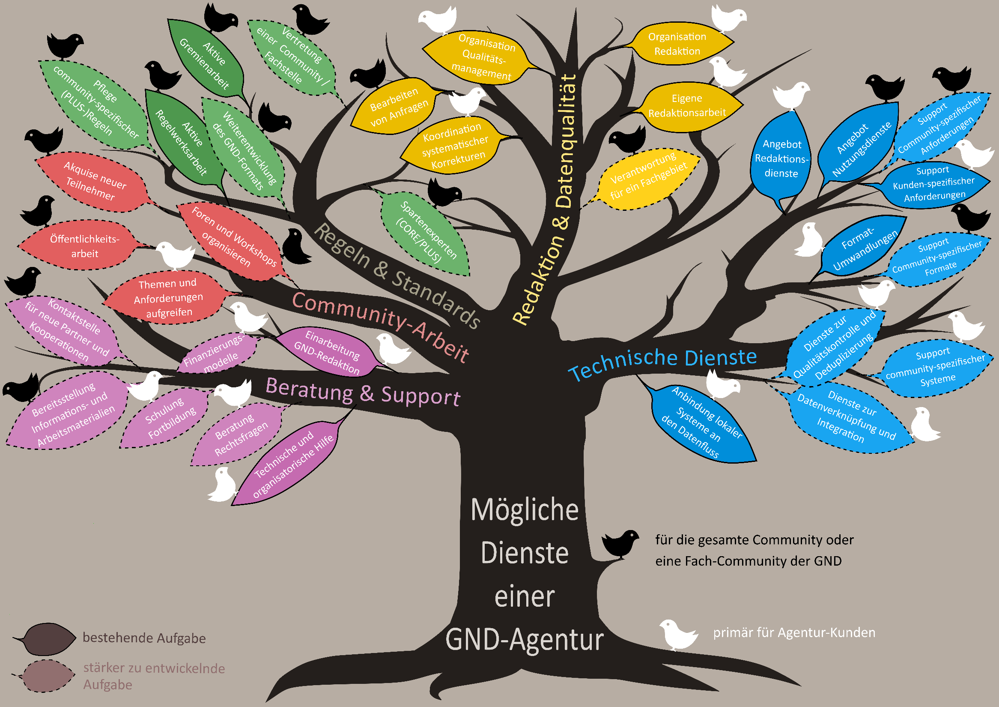 Pflege
community-spezifischer
(PLUS-)Regeln
Aktive
Gremienarbeit
Vertretung
einer Community /
Fachstelle
Aktive
Regelwerksarbeit
Weiterentwicklung
des GND-Formats
Spartenexperten
(CORE/PLUS)
Regeln & Standards
Organisation
Qualitäts-
management
Bearbeiten
von Anfragen
Koordination
systematischer
Korrekturen
Organisation
Redaktion
Eigene
Redaktionsarbeit
Verantwortung
für ein Fachgebiet
Redaktion & Datenqualität
Angebot
Redaktions-
dienste
Angebot
Nutzungsdienste
Support
Community-spezifischer
Anforderungen
Support
Kunden-spezifischer
Anforderungen
Format-
Umwandlungen
Support
Community-spezifischer
Formate
Dienste zur
Qualitätskontrolle und
Deduplizierung
Support
community-spezifischer
Systeme
Dienste zur
Datenverknüpfung und
Integration
Anbindung lokaler
Systeme an
den Datenfluss
Technische Dienste
Akquise neuer
Teilnehmer
Foren und Workshops
organisieren
Öffentlichkeits-
arbeit
Themen und
Anforderungen
aufgreifen
Community-Arbeit
Kontaktstelle
für neue Partner und
Kooperationen
Finanzierungs-
modelle
Einarbeitung
GND-Redaktion
Bereitsstellung
Informations- und
Arbeitsmaterialien
Schulung
Fortbildung
Beratung
Rechtsfragen
Technische und
organisatorische Hilfe
Beratung & Support
Mögliche
Dienste
einer
GND-Agentur
für die gesamte Community oder
eine Fach-Community der GND
primär für Agentur-Kunden
bestehende Aufgabe
stärker zu entwickelnde
Aufgabe